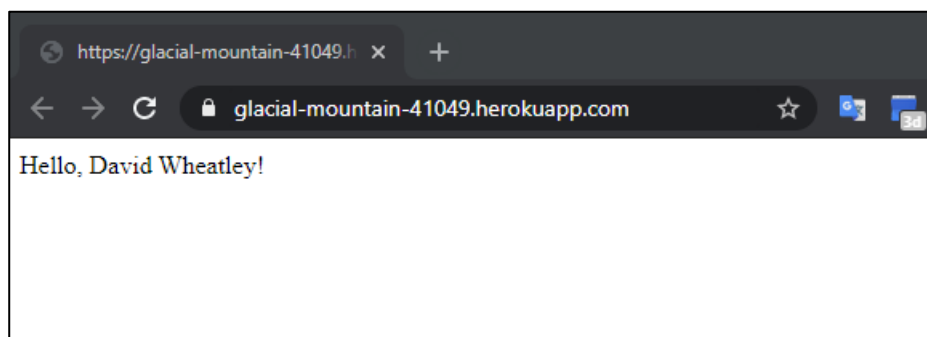 https://glacial-mountain-41049.h
glacial-mountain-41049.herokuapp.com
3d
Hello, David Wheatley!